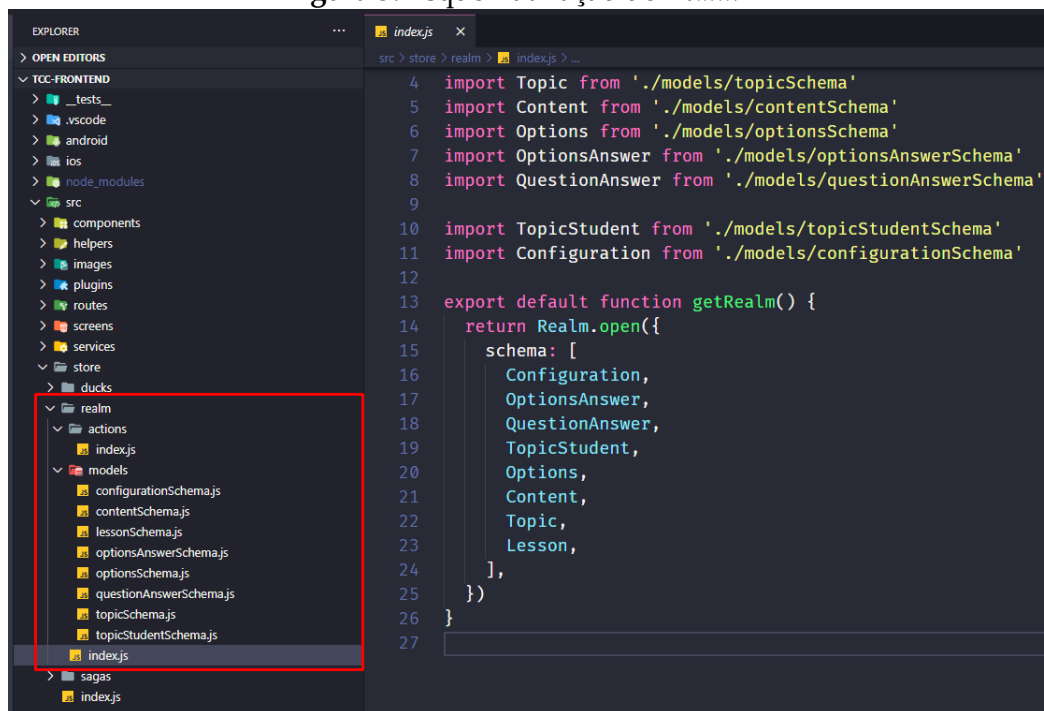 EXPLORER
···
OPEN EDITORS
TCC-FRONTEND
__tests__
.vscode
android
ios
node_modules
src
components
helpers
images
plugins
routes
screens
services
store
ducks
realm
actions
index.js
models
configurationSchema.js
contentSchema.js
lessonSchema.js
optionsAnswerSchema.js
optionsSchema.js
questionAnswerSchema.js
topicSchema.js
topicStudentSchema.js
index.js
sagas
index.js
JS index.js ×
src > store > realm > JS index.js > ...
4 import Topic from './models/topicSchema'
5 import Content from './models/contentSchema'
6 import Options from './models/optionsSchema'
7 import OptionsAnswer from './models/optionsAnswerSchema'
8 import QuestionAnswer from './models/questionAnswerSchema'
9
10 import TopicStudent from './models/topicStudentSchema'
11 import Configuration from './models/configurationSchema'
12
13 export default function getRealm() {
14 return Realm.open({
15 schema: [
16 Configuration,
17 OptionsAnswer,
18 QuestionAnswer,
19 TopicStudent,
20 Options,
21 Content,
22 Topic,
23 Lesson,
24 ],
25 })
26 }
27